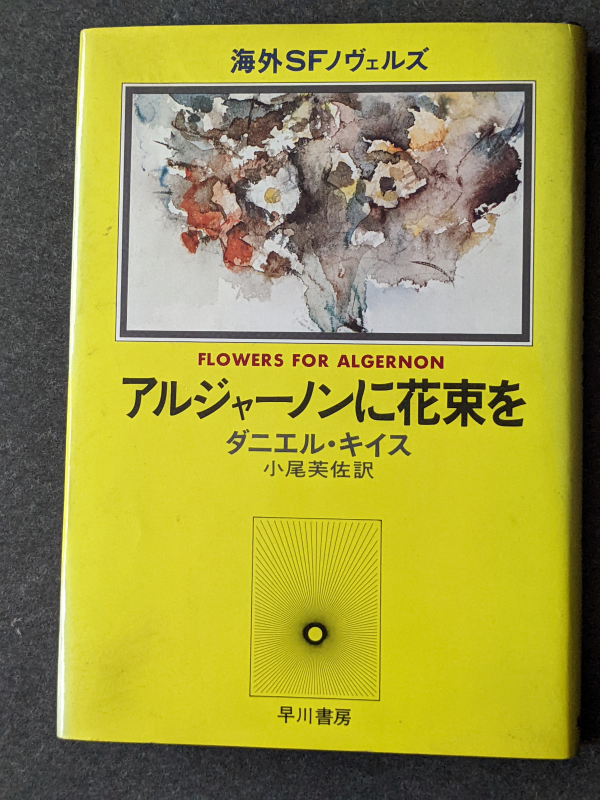 海外SFノヴェルズ
FLOWERS FOR ALGERNON
アルジャーノンに花束を
ダニエル・キイス
小尾芙佐訳
早川書房